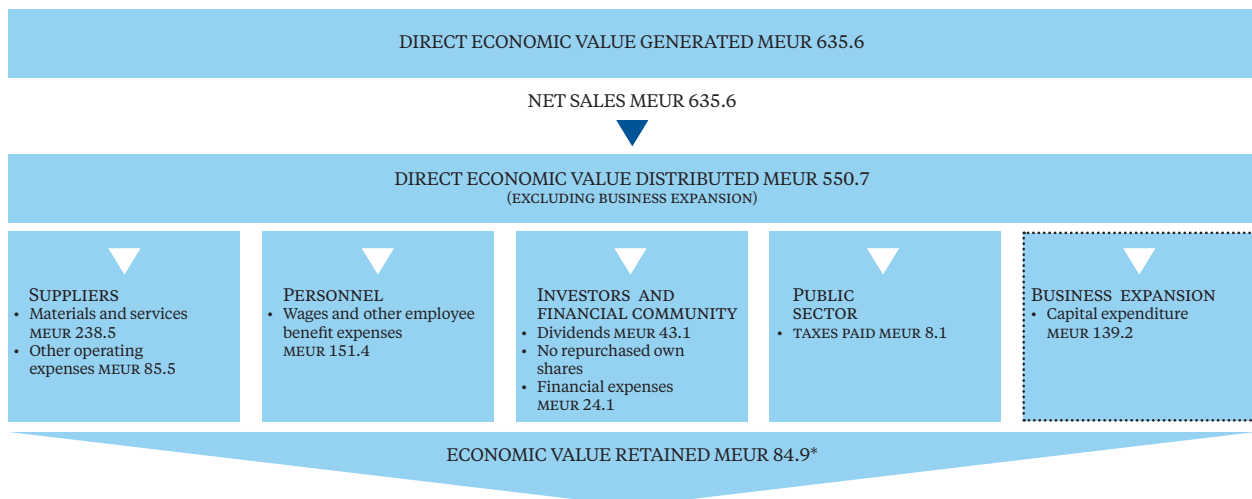 DIRECT ECONOMIC VALUE GENERATED MEUR 635.6
NET SALES MEUR 635.6
DIRECT ECONOMIC VALUE DISTRIBUTED MEUR 550.7
(EXCLUDING BUSINESS EXPANSION)
SUPPLIERS
• Materials and services
MEUR 238.5
• Other operating
expenses MEUR 85.5
PERSONNEL
• Wages and other employee
benefit expenses
MEUR 151.4
INVESTORS AND
FINANCIAL COMMUNITY
• Dividends MEUR 43.1
• No repurchased own
shares
• Financial expenses
MEUR 24.1
PUBLIC
SECTOR
• TAXES PAID MEUR 8.1
BUSINESS EXPANSION
• Capital expenditure
MEUR 139.2
ECONOMIC VALUE RETAINED MEUR 84.9*